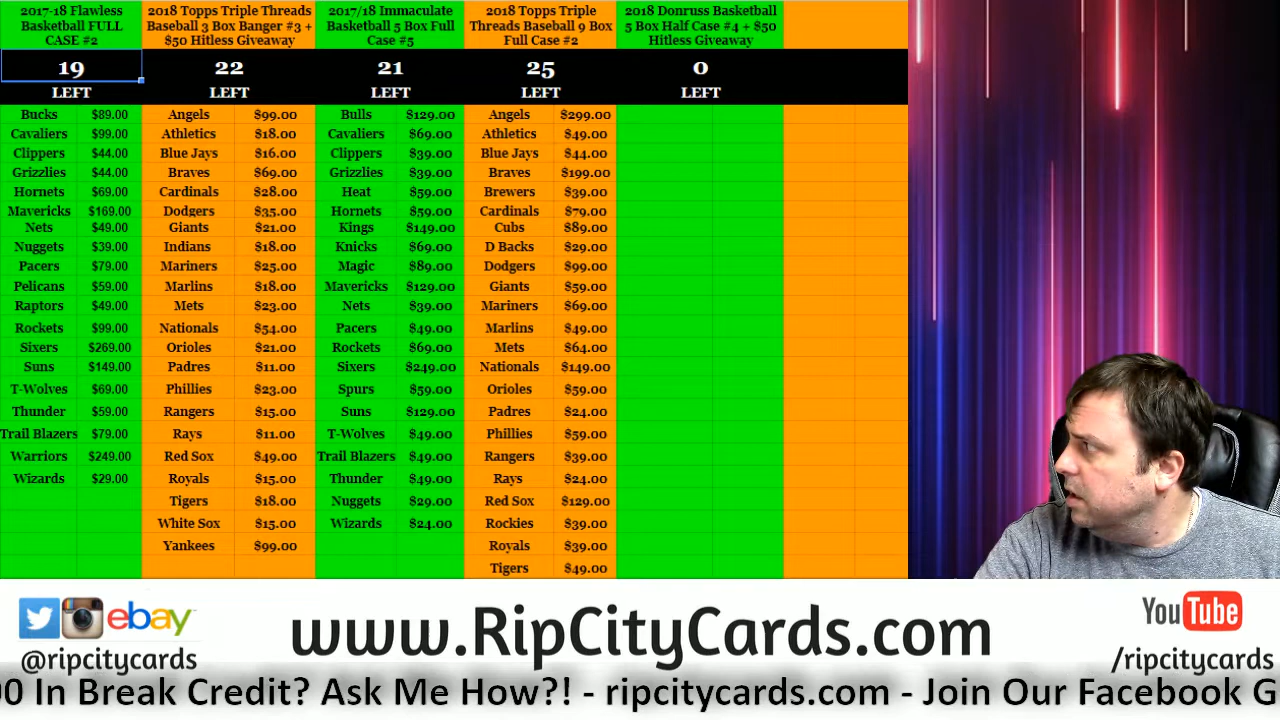 2017-18 Flawless
Basketball FULL
CASE #2
19
LEFT
Bucks $89.00
Cavaliers $99.00
Clippers $44.00
Grizzlies $44.00
Hornets $69.00
Mavericks $169.00
Nets $49.00
Nuggets $39.00
Pacers $79.00
Pelicans $59.00
Raptors $49.00
Rockets $99.00
Sixers $269.00
Suns $149.00
T-Wolves $69.00
Thunder $59.00
Trail Blazers $79.00
Warriors $249.00
Wizards $29.00
2018 Topps Triple Threads
Baseball 3 Box Banger #3 +
$50 Hitless Giveaway
22
LEFT
Angels $99.00
Athletics $18.00
Blue Jays $16.00
Braves $69.00
Cardinals $28.00
Dodgers $35.00
Giants $21.00
Indians $18.00
Mariners $25.00
Marlins $18.00
Mets $23.00
Nationals $54.00
Orioles $21.00
Padres $11.00
Phillies $23.00
Rangers $15.00
Rays $11.00
Red Sox $49.00
Royals $15.00
Tigers $18.00
White Sox $15.00
Yankees $99.00
2017/18 Immaculate
Basketball 5 Box Full
Case #5
21
LEFT
Bulls $129.00
Cavaliers $69.00
Clippers $39.00
Grizzlies $39.00
Heat $59.00
Hornets $59.00
Kings $149.00
Knicks $69.00
Magic $89.00
Mavericks $129.00
Nets $39.00
Pacers $49.00
Rockets $69.00
Sixers $249.00
Spurs $59.00
Suns $129.00
T-Wolves $49.00
Trail Blazers $49.00
Thunder $49.00
Nuggets $29.00
Wizards $24.00
2018 Topps Triple
Threads Baseball 9 Box
Full Case #2
25
LEFT
Angels $299.00
Athletics $49.00
Blue Jays $44.00
Braves $199.00
Brewers $39.00
Cardinals $79.00
Cubs $89.00
D Backs $29.00
Dodgers $99.00
Giants $59.00
Mariners $69.00
Marlins $49.00
Mets $64.00
Nationals $149.00
Orioles $59.00
Padres $24.00
Phillies $59.00
Rangers $39.00
Rays $24.00
Red Sox $129.00
Rockies $39.00
Royals $39.00
Tigers $49.00
2018 Donruss Basketball
5 Box Half Case #4 + $50
Hitless Giveaway
0
LEFT
ebay
@ripcitycards
www.RipCityCards.com
YouTube
/ripcitycards
00 In Break Credit? Ask Me How?! - ripcitycards.com - Join Our Facebook G